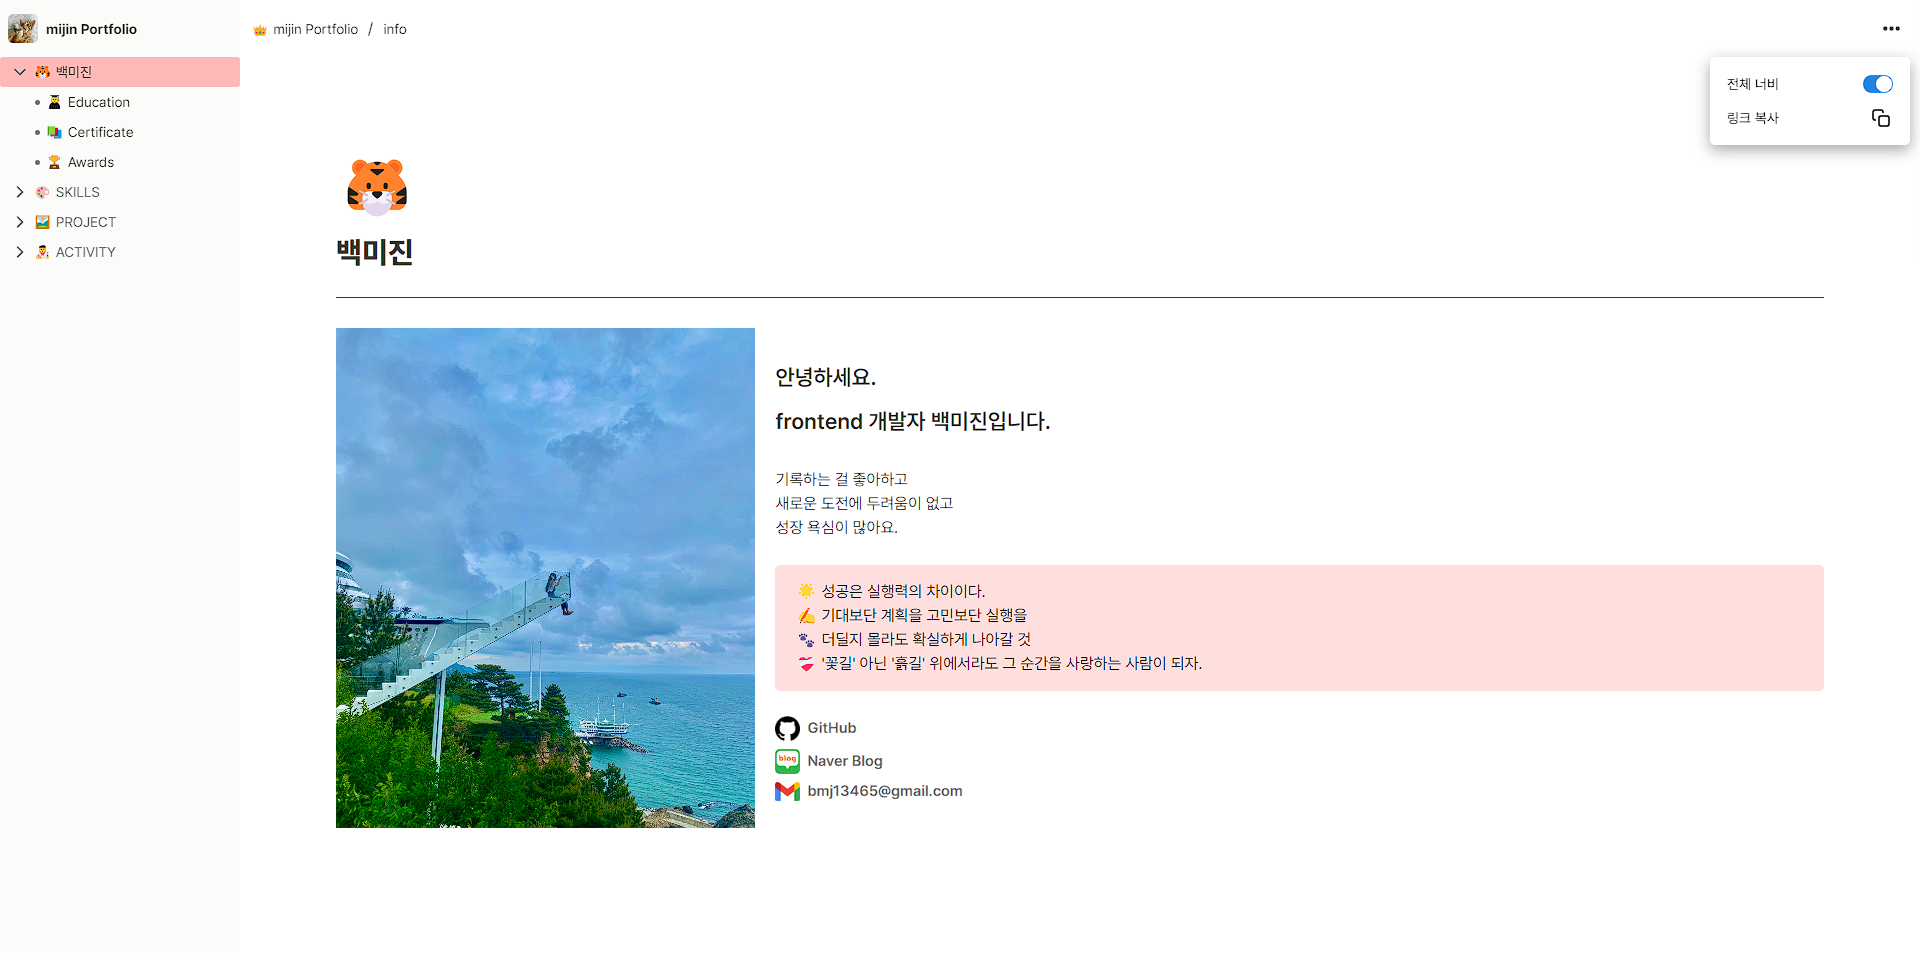 mijin Portfolio
백미진
Education
Certificate
Awards
SKILLS
PROJECT
ACTIVITY
mijin Portfolio / info
전체 너비
링크 복사
백미진
안녕하세요.
frontend 개발자 백미진입니다.
기록하는 걸 좋아하고
새로운 도전에 두려움이 없고
성장 욕심이 많아요.
성공은 실행력의 차이이다.
기대보단 계획을 고민보단 실행을
더딜지 몰라도 확실하게 나아갈 것
'꽃길' 아닌 '흙길' 위에서라도 그 순간을 사랑하는 사람이 되자.
GitHub
blog
Naver Blog
bmj13465@gmail.com